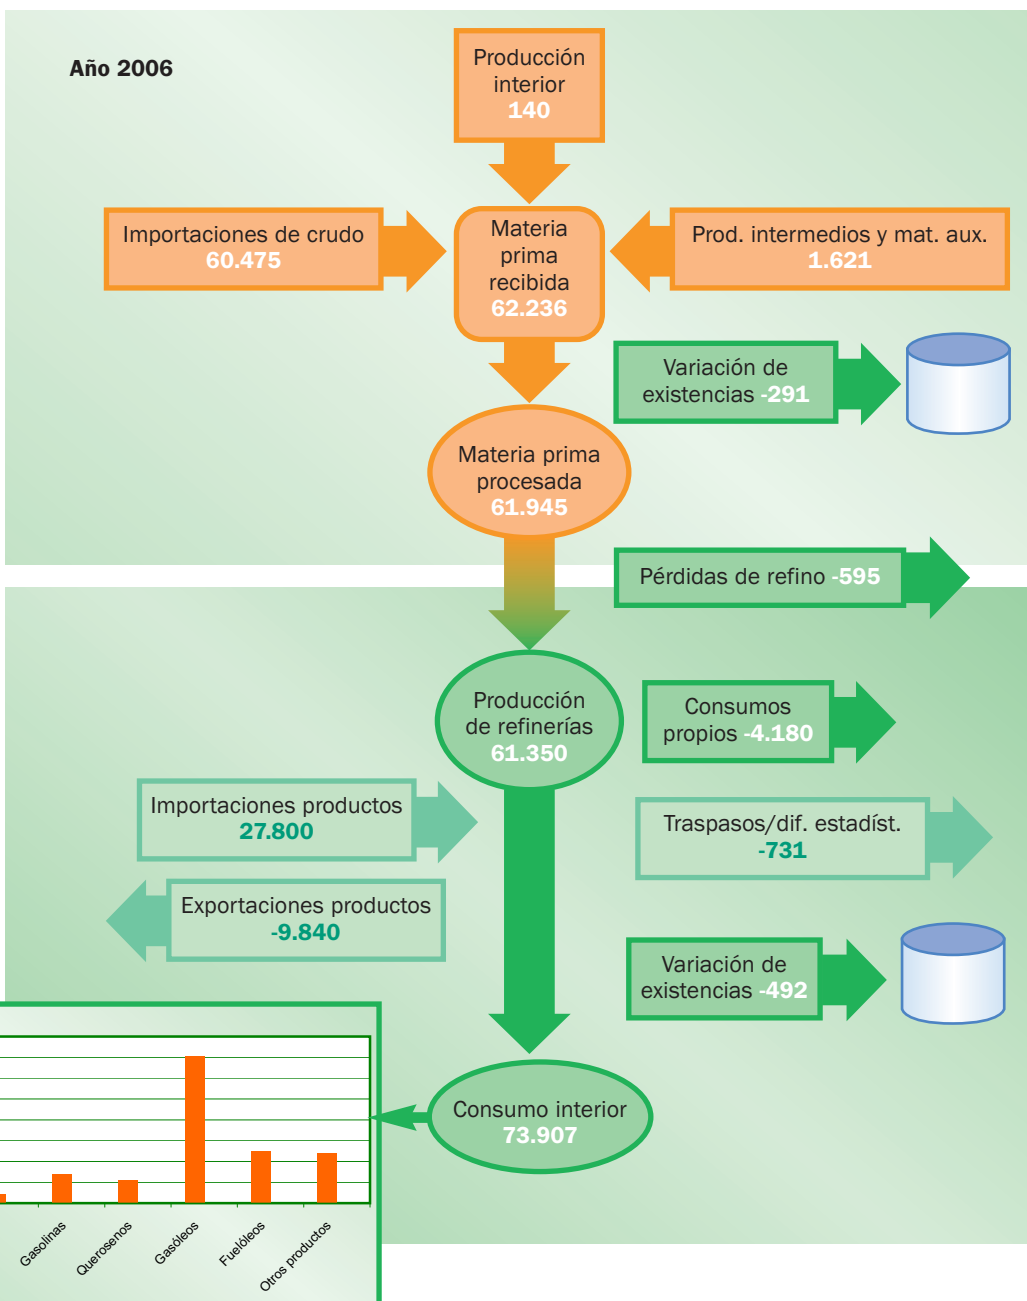 Año 2006
Producción
interior
140
Importaciones de crudo
60.475
Materia
prima
recibida
62.236
Prod. intermedios y mat. aux.
1.621
Variación de
existencias -291
Materia prima
procesada
61.945
Pérdidas de refino -595
Producción
de refinerías
61.350
Consumos
propios -4.180
Importaciones productos
27.800
Traspasos/dif. estadíst.
-731
Exportaciones productos
-9.840
Variación de
existencias -492
Consumo interior
73.907
Gasolinas
Querosenos
Gasóleos
Fuelóleos
Otros productos